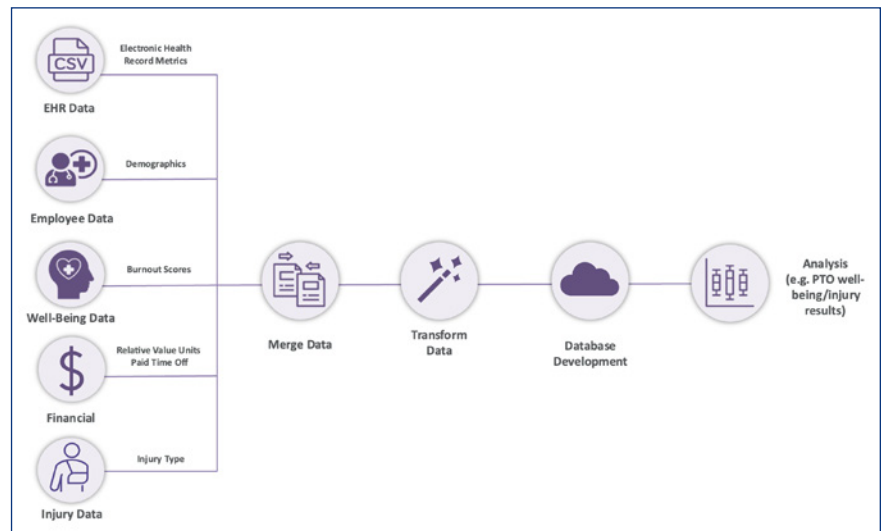 Electronic Health
Record Metrics
CSV
EHR Data
Demographics
Employee Data
Burnout Scores
Well-Being Data
Relative Value Units
Paid Time Off
Financial
Injury Type
Injury Data
Merge Data
Transform
Data
Database
Development
Analysis
(e.g. PTO well-
being/injury
results)